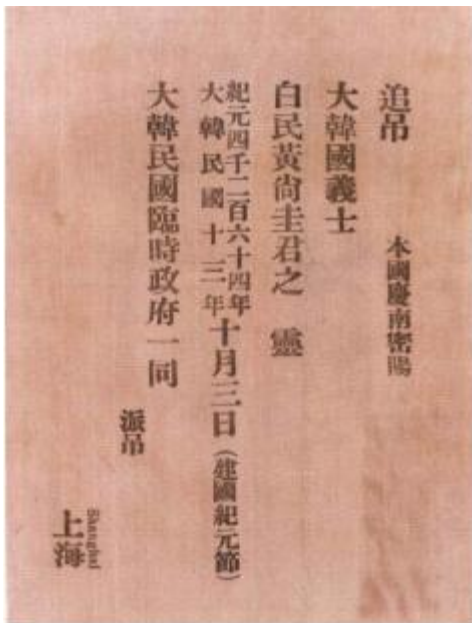 追吊
本國慶南密陽
大韓國義士
白民黃尙圭君之 靈
紀元四千二百六十四年
大韓民國十三年
十月三日(建國紀元節)
大韓民國臨時政府一同
派吊
Shanghai
上海